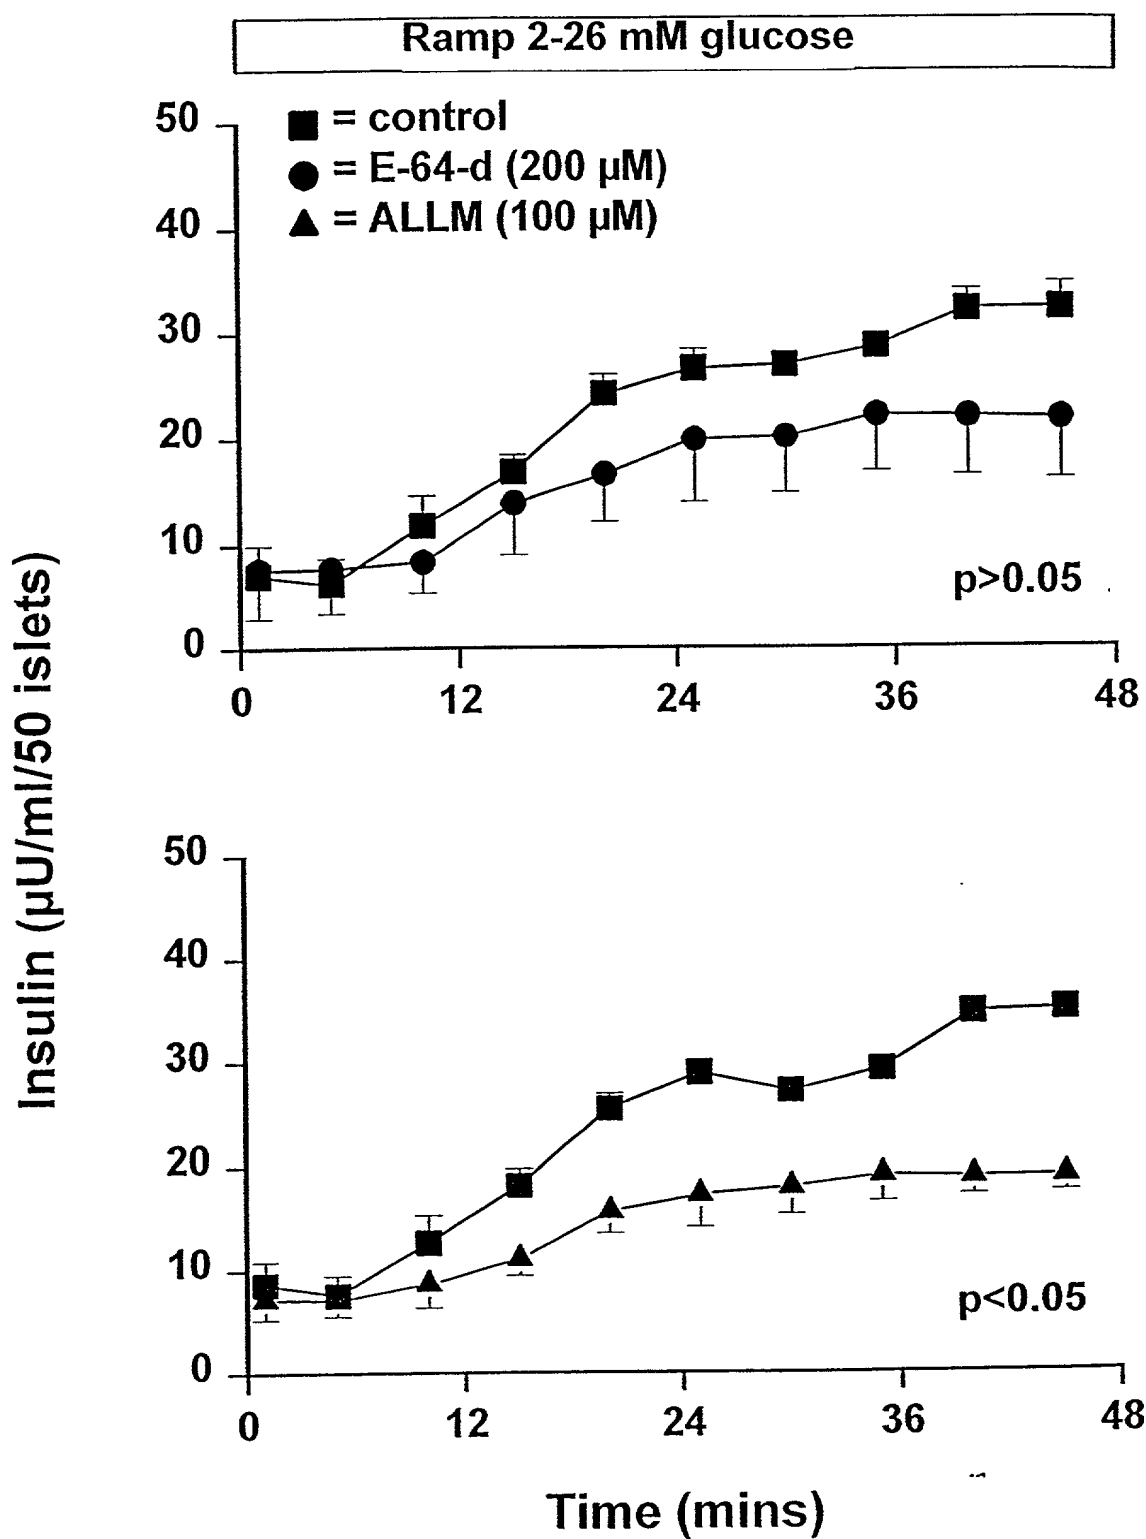 Ramp 2-26 mM glucose
50
■ = control
● = E-64-d (200 µM)
▲ = ALLM (100 µM)
40
30
20
10
0
p>0.05
0 12 24 36 48
Insulin (µU/ml/50 islets)
50
40
30
20
10
0
p<0.05
0 12 24 36 48
Time (mins)